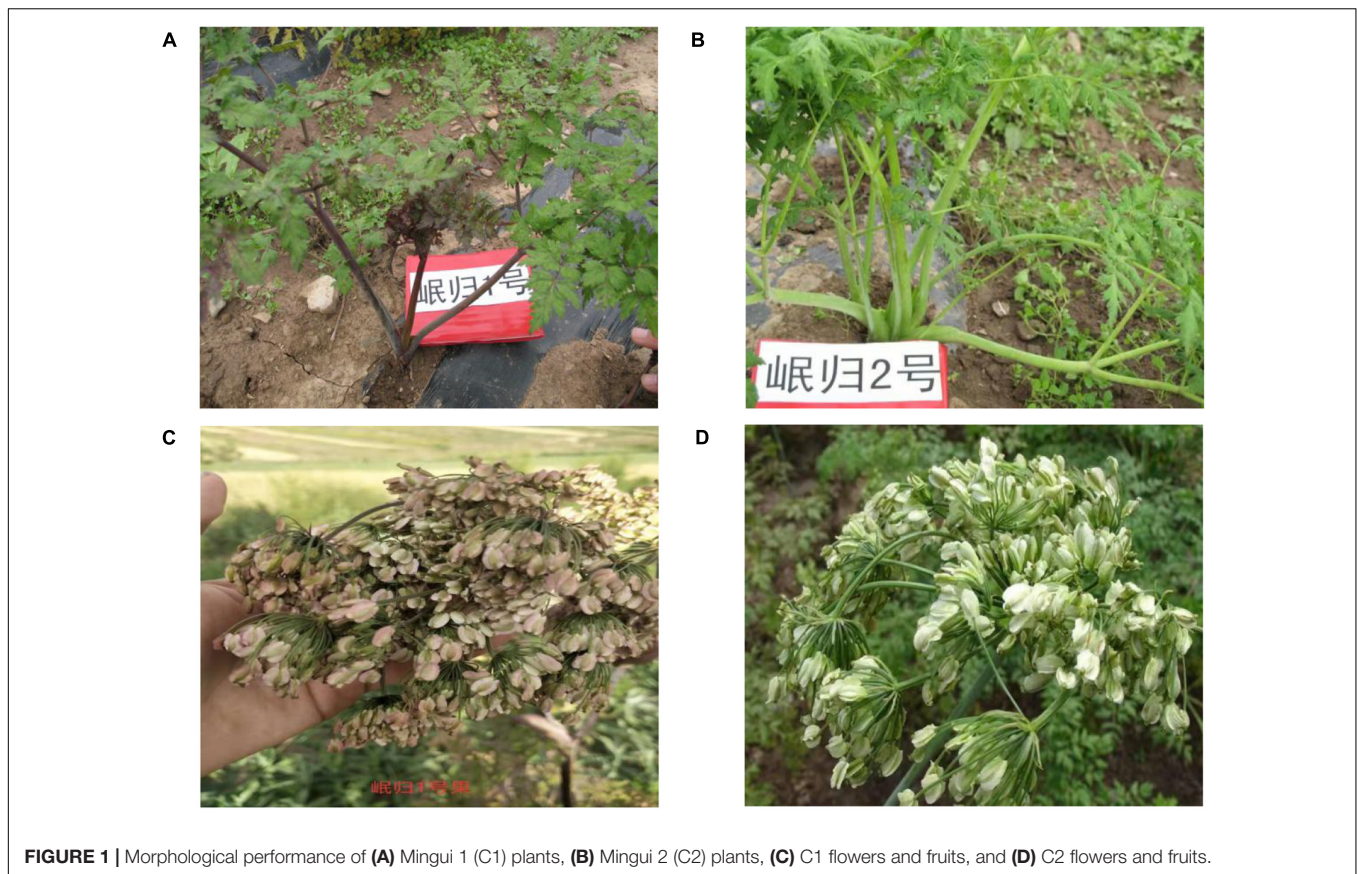 A
B
岷归1号
岷归2号
C
D
岷归1号果
FIGURE 1 | Morphological performance of (A) Mingui 1 (C1) plants, (B) Mingui 2 (C2) plants, (C) C1 flowers and fruits, and (D) C2 flowers and fruits.